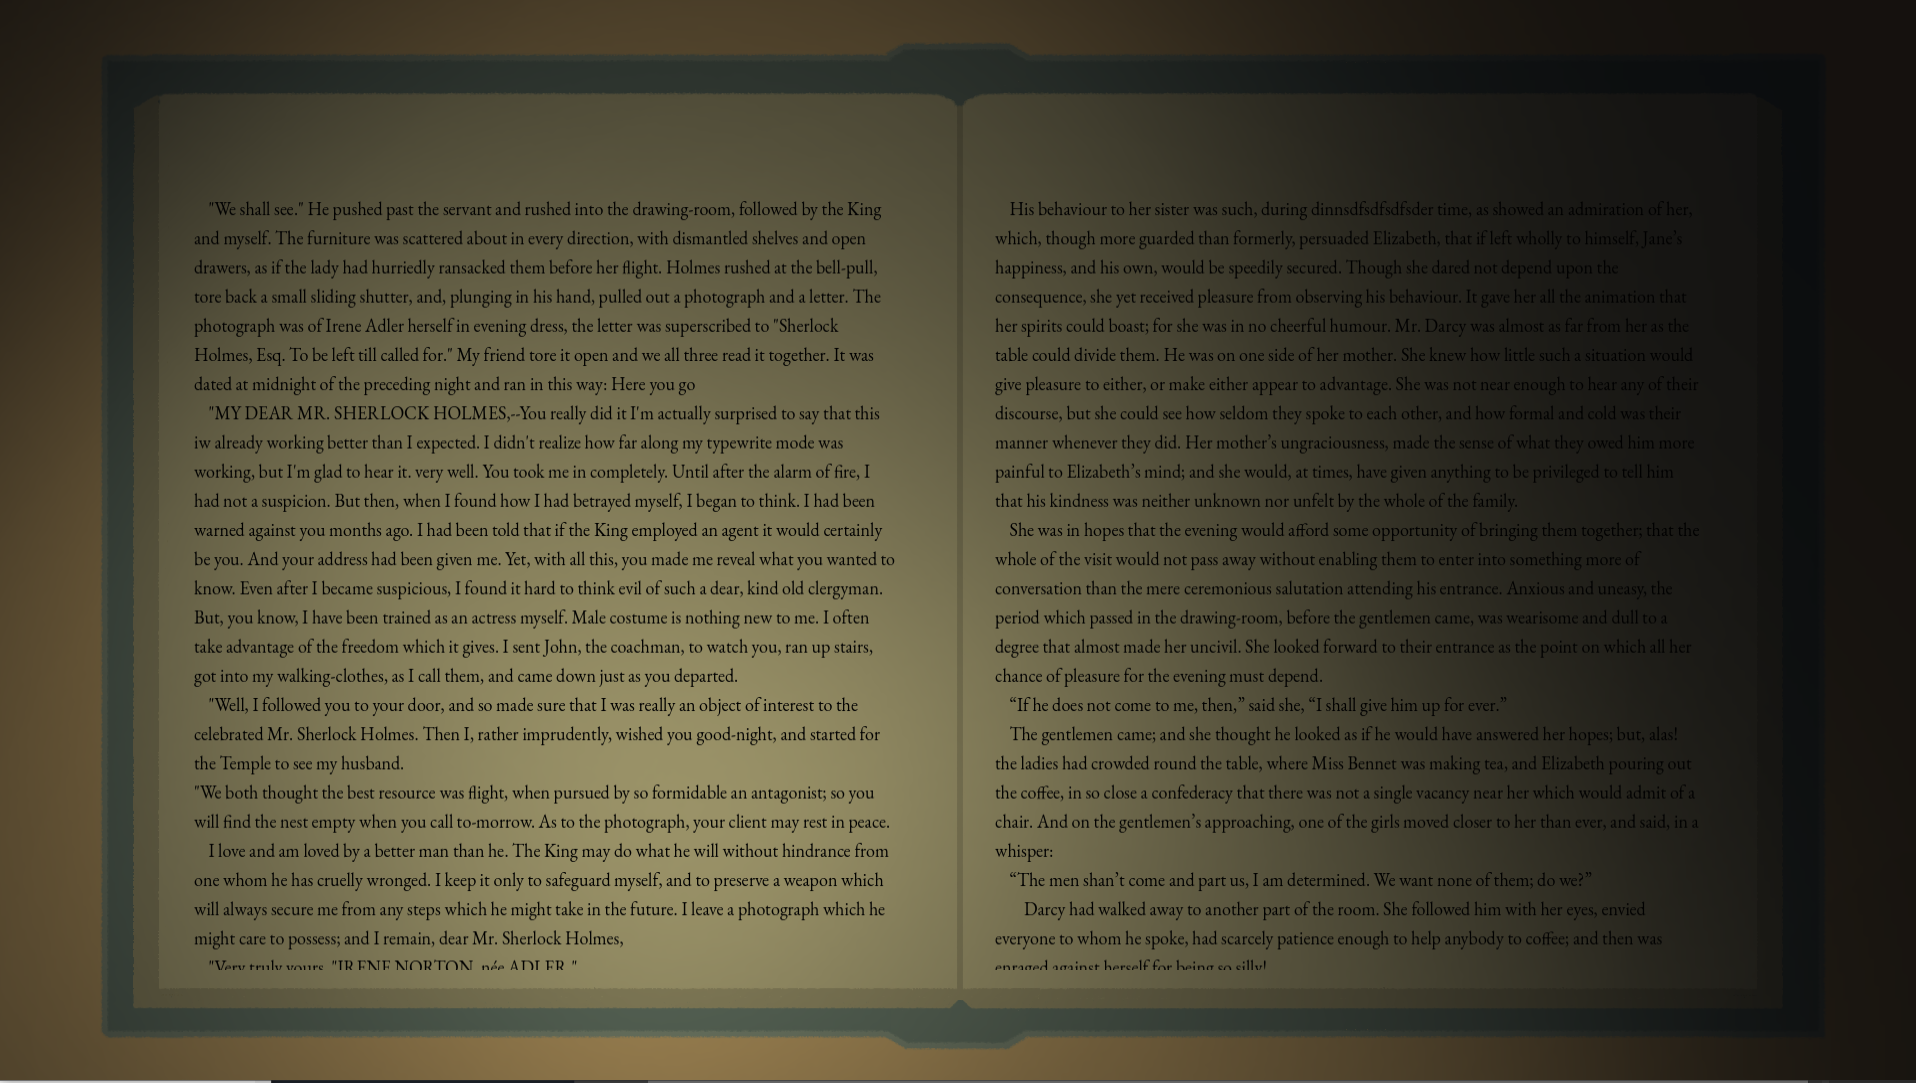 "We shall see." He pushed past the servant and rushed into the drawing-room, followed by the King
and myself. The furniture was scattered about in every direction, with dismantled shelves and open
drawers, as if the lady had hurriedly ransacked them before her flight. Holmes rushed at the bell-pull,
tore back a small sliding shutter, and, plunging in his hand, pulled out a photograph and a letter. The
photograph was of Irene Adler herself in evening dress, the letter was superscribed to "Sherlock
Holmes, Esq. To be left till called for." My friend tore it open and we all three read it together. It was
dated at midnight of the preceding night and ran in this way: Here you go
"MY DEAR MR. SHERLOCK HOLMES,--You really did it I'm actually surprised to say that this
iw already working better than I expected. I didn't realize how far along my typewrite mode was
working, but I'm glad to hear it. very well. You took me in completely. Until after the alarm of fire, I
had not a suspicion. But then, when I found how I had betrayed myself, I began to think. I had been
warned against you months ago. I had been told that if the King employed an agent it would certainly
be you. And your address had been given me. Yet, with all this, you made me reveal what you wanted to
know. Even after I became suspicious, I found it hard to think evil of such a dear, kind old clergyman.
But, you know, I have been trained as an actress myself. Male costume is nothing new to me. I often
take advantage of the freedom which it gives. I sent John, the coachman, to watch you, ran up stairs,
got into my walking-clothes, as I call them, and came down just as you departed.
"Well, I followed you to your door, and so made sure that I was really an object of interest to the
celebrated Mr. Sherlock Holmes. Then I, rather imprudently, wished you good-night, and started for
the Temple to see my husband.
"We both thought the best resource was flight, when pursued by so formidable an antagonist; so you
will find the nest empty when you call to-morrow. As to the photograph, your client may rest in peace.
I love and am loved by a better man than he. The King may do what he will without hindrance from
one whom he has cruelly wronged. I keep it only to safeguard myself, and to preserve a weapon which
will always secure me from any steps which he might take in the future. I leave a photograph which he
might care to possess; and I remain, dear Mr. Sherlock Holmes,
"Very truly yours, "IRENE NORTON, née ADLER."
His behaviour to her sister was such, during dinnsdfsdfsdfsder time, as showed an admiration of her,
which, though more guarded than formerly, persuaded Elizabeth, that if left wholly to himself, Jane’s
happiness, and his own, would be speedily secured. Though she dared not depend upon the
consequence, she yet received pleasure from observing his behaviour. It gave her all the animation that
her spirits could boast; for she was in no cheerful humour. Mr. Darcy was almost as far from her as the
table could divide them. He was on one side of her mother. She knew how little such a situation would
give pleasure to either, or make either appear to advantage. She was not near enough to hear any of their
discourse, but she could see how seldom they spoke to each other, and how formal and cold was their
manner whenever they did. Her mother’s ungraciousness, made the sense of what they owed him more
painful to Elizabeth’s mind; and she would, at times, have given anything to be privileged to tell him
that his kindness was neither unknown nor unfelt by the whole of the family.
She was in hopes that the evening would afford some opportunity of bringing them together; that the
whole of the visit would not pass away without enabling them to enter into something more of
conversation than the mere ceremonious salutation attending his entrance. Anxious and uneasy, the
period which passed in the drawing-room, before the gentlemen came, was wearisome and dull to a
degree that almost made her uncivil. She looked forward to their entrance as the point on which all her
chance of pleasure for the evening must depend.
“If he does not come to me, then,” said she, “I shall give him up for ever.”
The gentlemen came; and she thought he looked as if he would have answered her hopes; but, alas!
the ladies had crowded round the table, where Miss Bennet was making tea, and Elizabeth pouring out
the coffee, in so close a confederacy that there was not a single vacancy near her which would admit of a
chair. And on the gentlemen’s approaching, one of the girls moved closer to her than ever, and said, in a
whisper:
“The men shan’t come and part us, I am determined. We want none of them; do we?”
Darcy had walked away to another part of the room. She followed him with her eyes, envied
everyone to whom he spoke, had scarcely patience enough to help anybody to coffee; and then was
enraged against herself for being so silly!